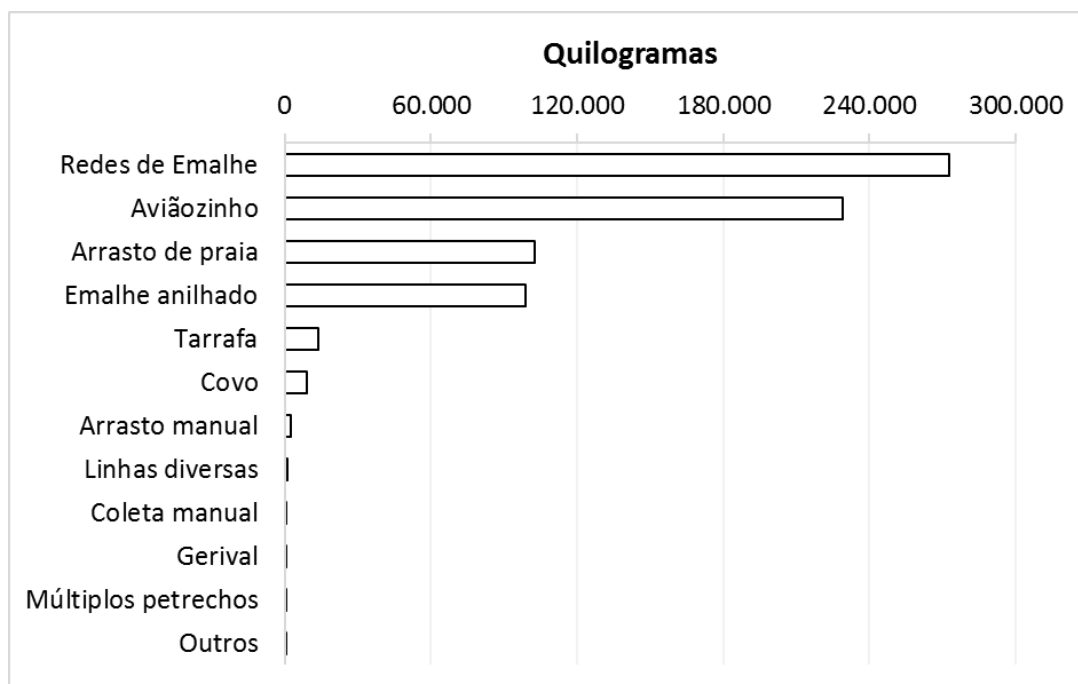 Quilogramas
0 60.000 120.000 180.000 240.000 300.000
Redes de Emalhe
Aviãozinho
Arrasto de praia
Emalhe anilhado
Tarrafa
Covo
Arrasto manual
Linhas diversas
Coleta manual
Gerival
Múltiplos petrechos
Outros